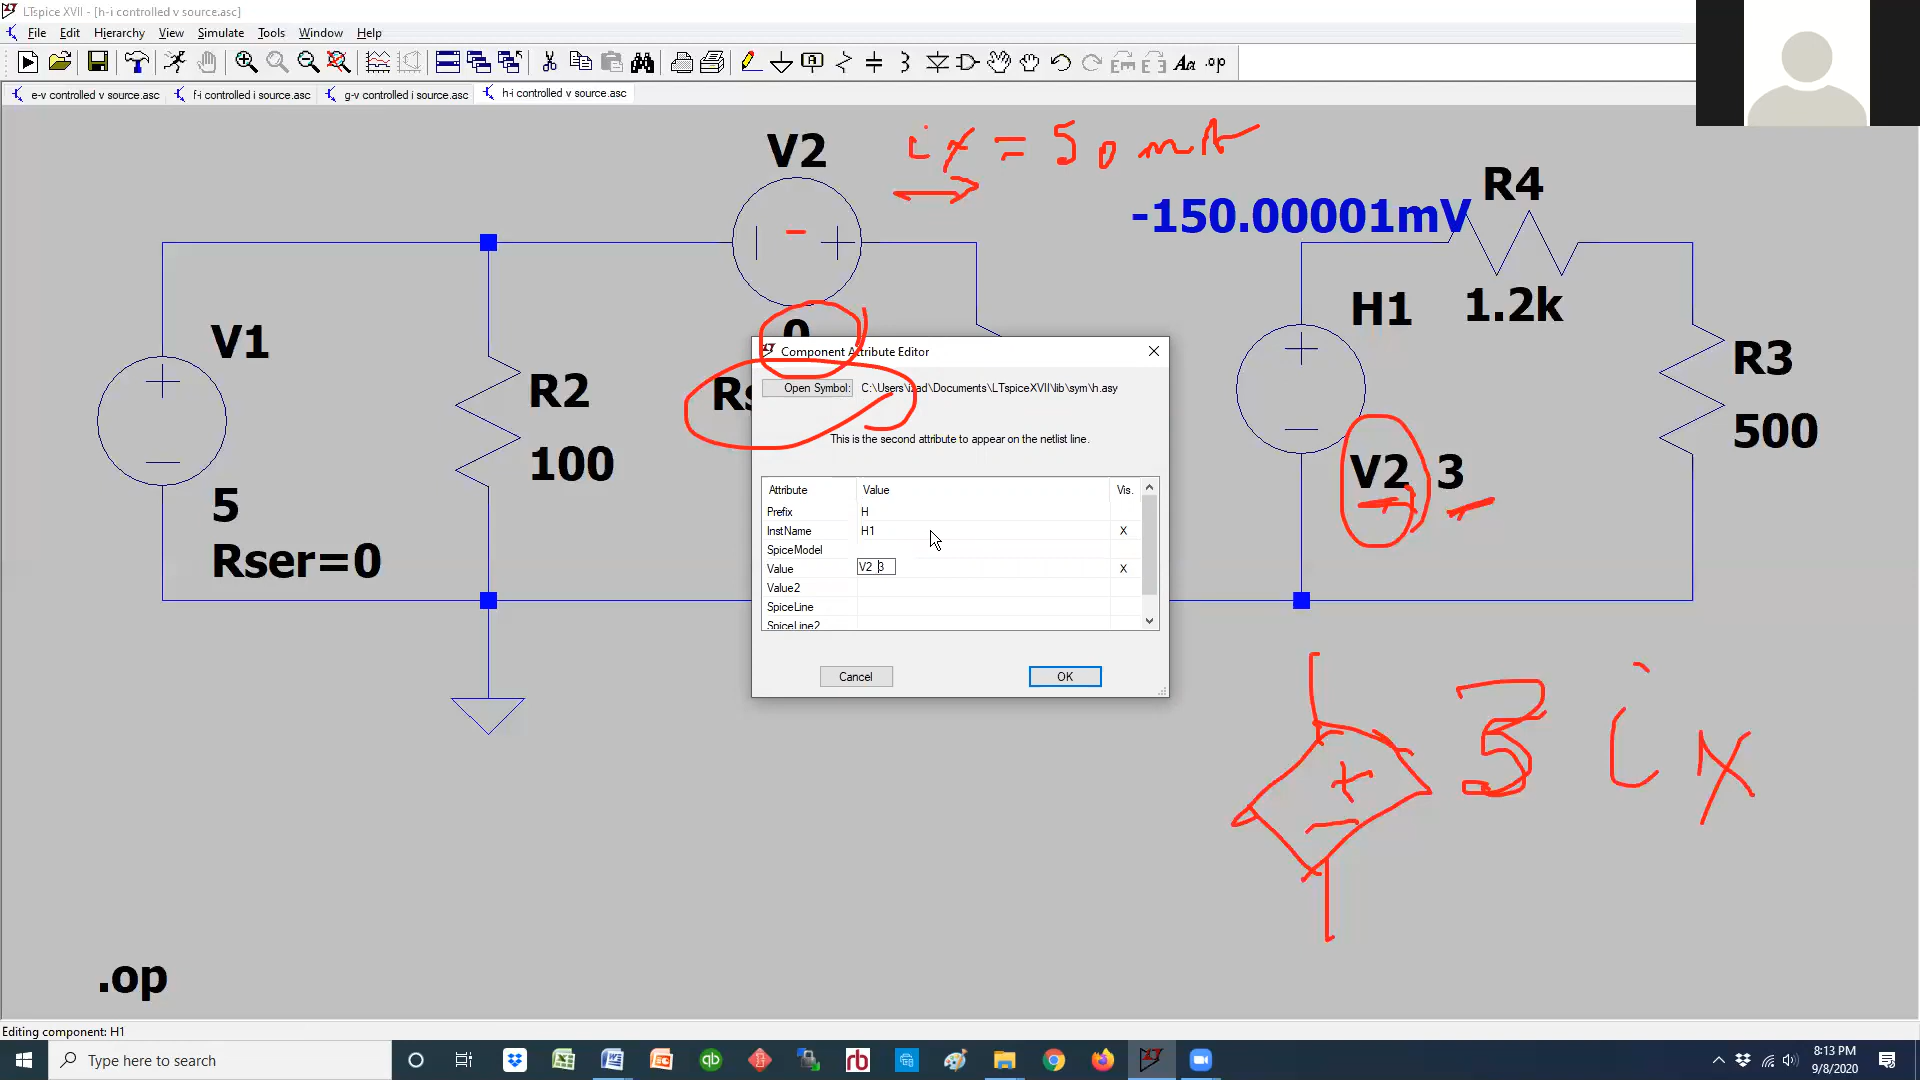 LTspice XVII - [h-i controlled v source.asc]
File Edit Hierarchy View Simulate Tools Window Help
e-v controlled v source.asc f-i controlled i source.asc g-v controlled i source.asc h-i controlled v source.asc
V2
ix = 50 mA
R4
-150.00001mV
H1
1.2k
V1
R2
R3
0
5
100
500
Rser=0
V2 3
Component Attribute Editor
Open Symbol: C:\Users\izad\Documents\LTspiceXVII\lib\sym\h.asy
This is the second attribute to appear on the netlist line.
Attribute Value Vis.
Prefix H
InstName H1 X
SpiceModel
Value V2 3 X
Value2
SpiceLine
SpiceLine2
Cancel OK
3 ix
.op
Editing component: H1
Type here to search
8:13 PM
9/8/2020